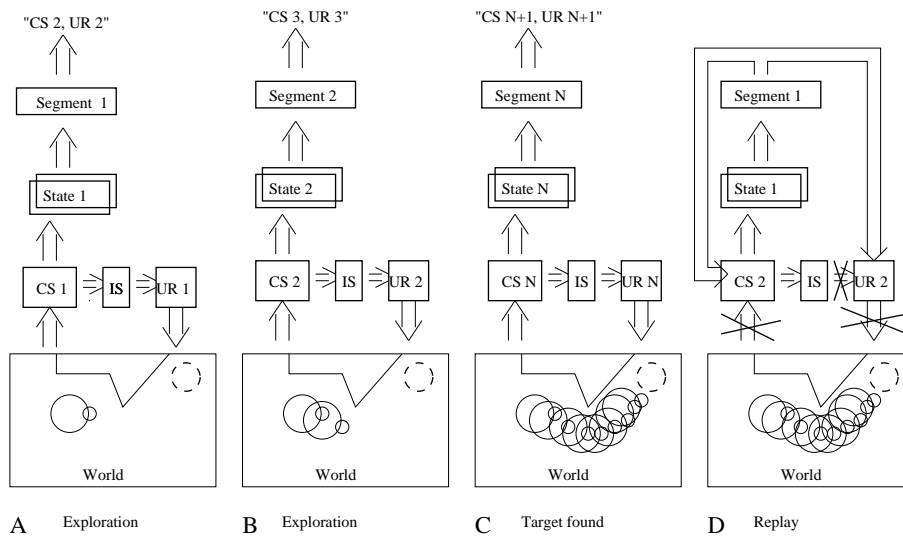 "CS 2, UR 2"
Segment 1
State 1
CS 1
IS
UR 1
World
A Exploration
"CS 3, UR 3"
Segment 2
State 2
CS 2
IS
UR 2
World
B Exploration
"CS N+1, UR N+1"
Segment N
State N
CS N
IS
UR N
World
C Target found
Segment 1
State 1
CS 2
IS
UR 2
World
D Replay